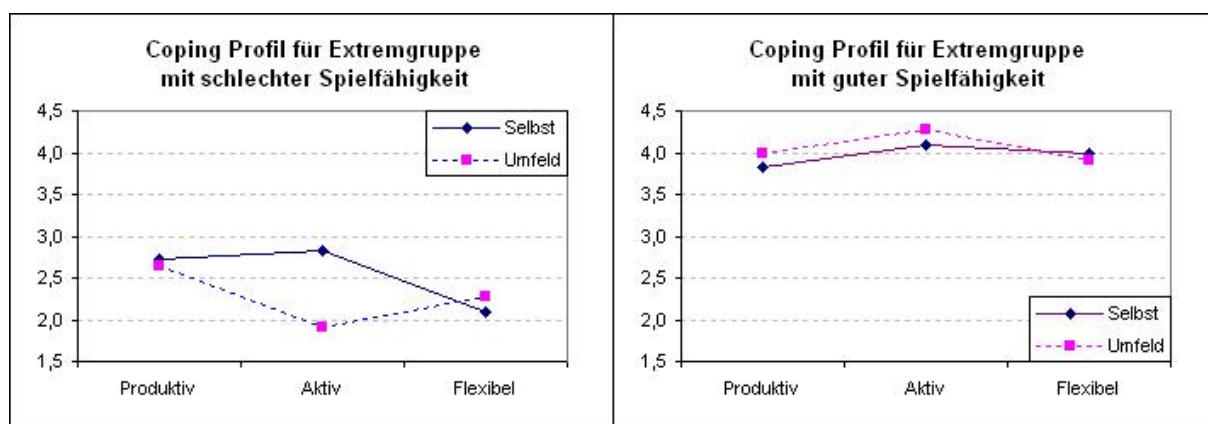 Coping Profil für Extremgruppe
mit schlechter Spielfähigkeit
4,5
4,0
3,5
3,0
2,5
2,0
1,5
Selbst
Umfeld
Produktiv Aktiv Flexibel
Coping Profil für Extremgruppe
mit guter Spielfähigkeit
4,5
4,0
3,5
3,0
2,5
2,0
1,5
Selbst
Umfeld
Produktiv Aktiv Flexibel